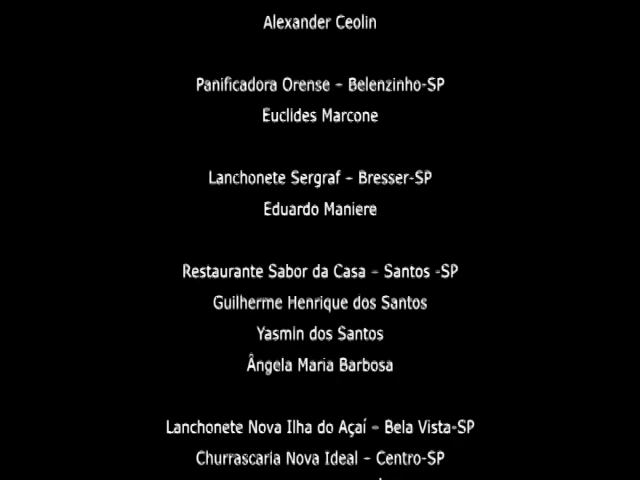 Alexander Ceolin
Panificadora Orense – Belenzinho-SP
Euclides Marcone
Lanchonete Sergraf – Bresser-SP
Eduardo Maniere
Restaurante Sabor da Casa – Santos -SP
Guilherme Henrique dos Santos
Yasmin dos Santos
Ângela Maria Barbosa
Lanchonete Nova Ilha do Açaí – Bela Vista-SP
Churrascaria Nova Ideal – Centro-SP